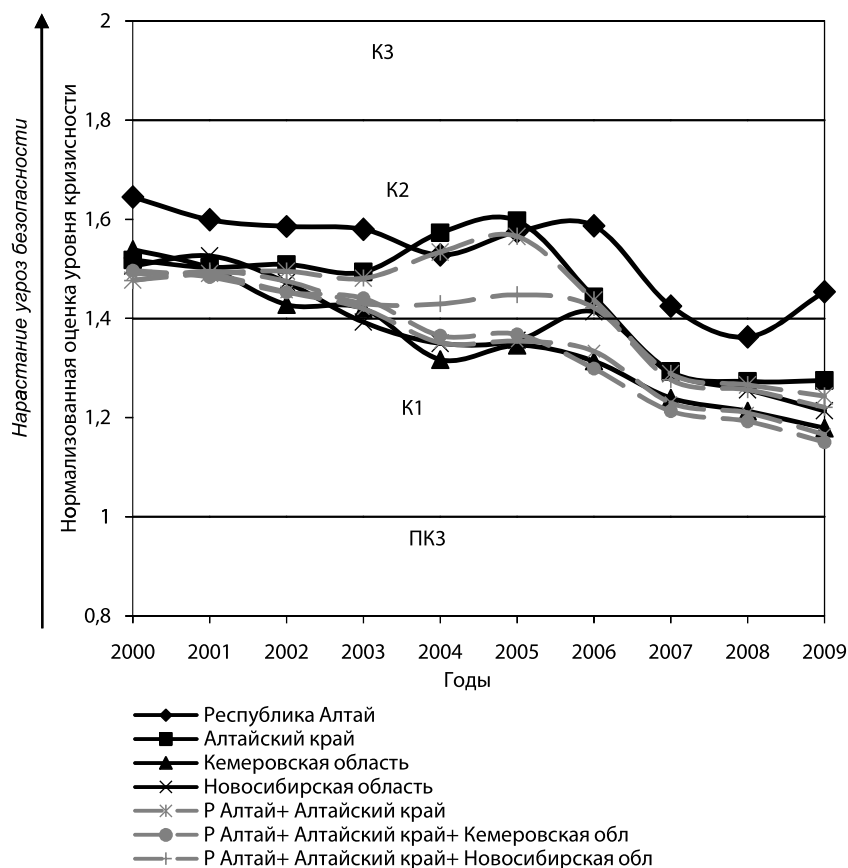 Нарастание угроз безопасности
Нормализованная оценка уровня кризисности
2
1,8
1,6
1,4
1,2
1
0,8
К3
К2
К1
ПК3
2000 2001 2002 2003 2004 2005 2006 2007 2008 2009
Годы
Республика Алтай
Алтайский край
Кемеровская область
Новосибирская область
Р Алтай+ Алтайский край
Р Алтай+ Алтайский край+ Кемеровская обл
Р Алтай+ Алтайский край+ Новосибирская обл